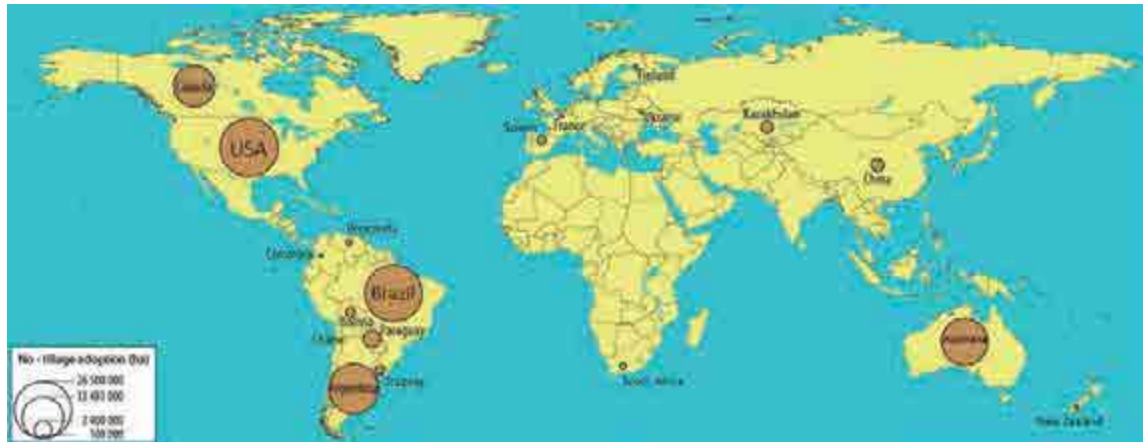 Canada
USA
Venezuela
Colombia
Brazil
Bolivia
Paraguay
Chile
Argentina
Uruguay
Finland
France
Ukraine
Kazakhstan
China
South Africa
Australia
New Zealand
No - tillage adoption (ha)
26 500 000
2 400 000